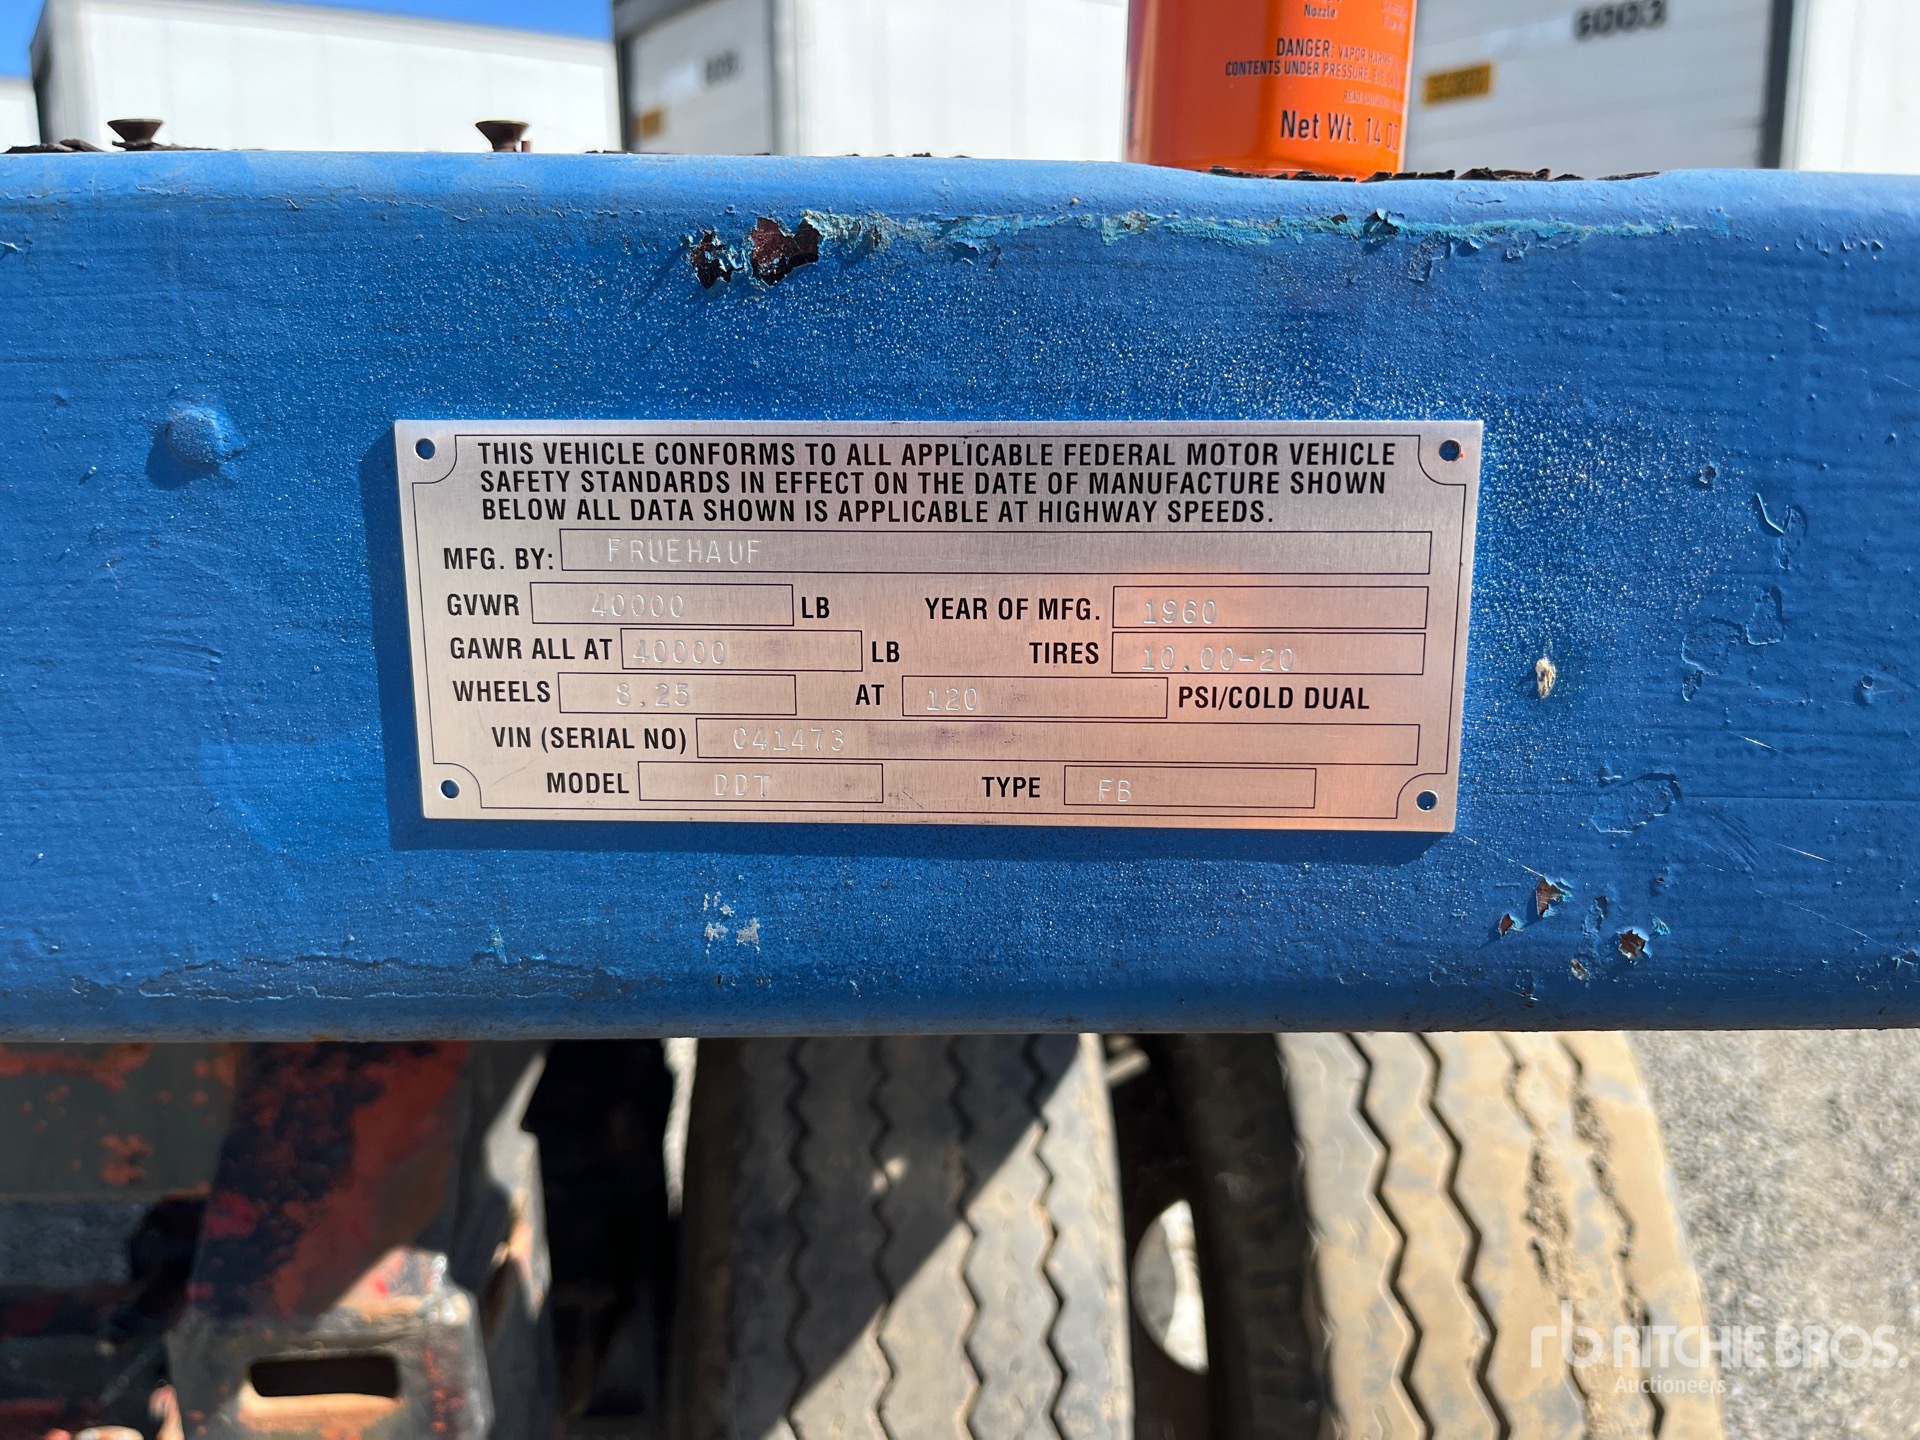 Nozzle
DANGER: VAPOR
CONTENTS UNDER PRESSURE.
Net Wt. 14 OZ
6003
THIS VEHICLE CONFORMS TO ALL APPLICABLE FEDERAL MOTOR VEHICLE
SAFETY STANDARDS IN EFFECT ON THE DATE OF MANUFACTURE SHOWN
BELOW ALL DATA SHOWN IS APPLICABLE AT HIGHWAY SPEEDS.
MFG. BY: FRUEHAUF
GVWR 40000 LB YEAR OF MFG. 1960
GAWR ALL AT 40000 LB TIRES 10.00-20
WHEELS 8.25 AT 120 PSI/COLD DUAL
VIN (SERIAL NO) C41473
MODEL DDT TYPE FB
rb RITCHIE BROS.
Auctioneers